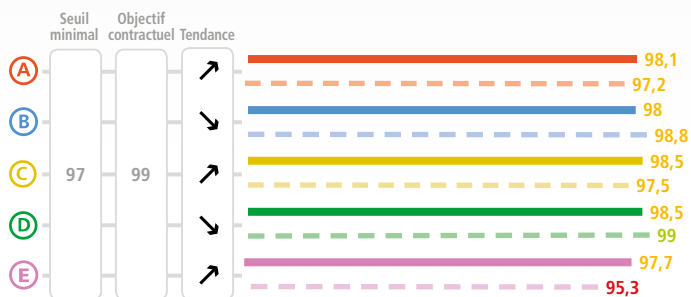 Seuil
minimal
Objectif
contractuel
Tendance
A
98,1
97,2
B
98
98,8
C
97
99
98,5
97,5
D
98,5
99
E
97,7
95,3